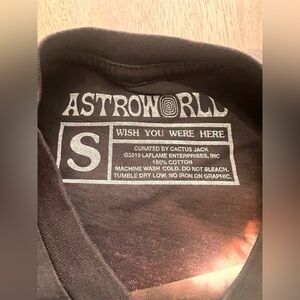 ASTROWORLD
S
WISH YOU WERE HERE
CURATED BY CACTUS JACK
©2019 LAFLAME ENTERPRISES, INC
100% COTTON
MACHINE WASH COLD. DO NOT BLEACH.
TUMBLE DRY LOW. NO IRON ON GRAPHIC.